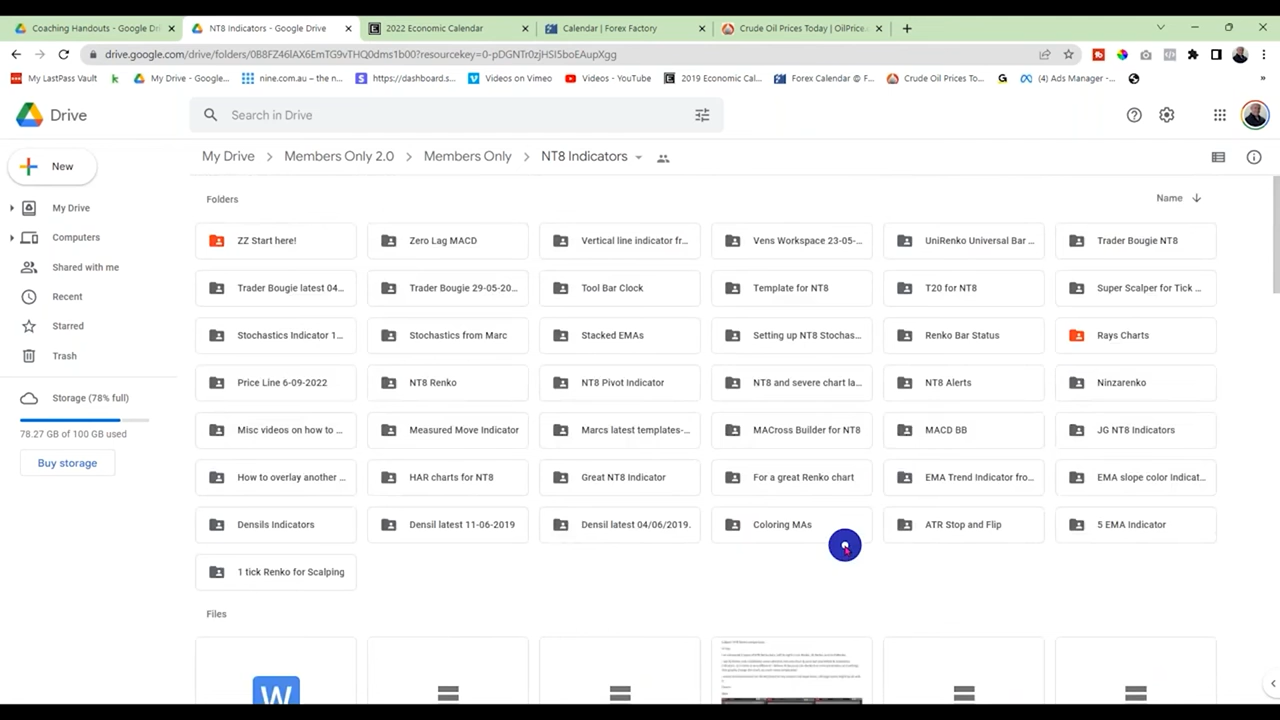 Coaching Handouts - Google Dri
NT8 Indicators - Google Drive
2022 Economic Calendar
Calendar | Forex Factory
Crude Oil Prices Today | OilPrice.
drive.google.com/drive/folders/0B8FZ46lAX6EmTG9vTHQ0dms1b00?resourcekey=0-pDGNTr0zjHSI5boEAupXgg
My LastPass Vault
My Drive - Google...
nine.com.au – the n...
https://dashboard.s...
Videos on Vimeo
Videos - YouTube
2019 Economic Cal...
Forex Calendar @ F...
Crude Oil Prices To...
(4) Ads Manager -...
»
Drive
Search in Drive
New
My Drive > Members Only 2.0 > Members Only > NT8 Indicators
My Drive
Computers
Shared with me
Recent
Starred
Trash
Storage (78% full)
78.27 GB of 100 GB used
Buy storage
Folders
Name
ZZ Start here!
Zero Lag MACD
Vertical line indicator fr...
Vens Workspace 23-05-...
UniRenko Universal Bar ...
Trader Bougie NT8
Trader Bougie latest 04...
Trader Bougie 29-05-20...
Tool Bar Clock
Template for NT8
T20 for NT8
Super Scalper for Tick ...
Stochastics Indicator 1...
Stochastics from Marc
Stacked EMAs
Setting up NT8 Stochas...
Renko Bar Status
Rays Charts
Price Line 6-09-2022
NT8 Renko
NT8 Pivot Indicator
NT8 and severe chart la...
NT8 Alerts
Ninzarenko
Misc videos on how to ...
Measured Move Indicator
Marcs latest templates-...
MACross Builder for NT8
MACD BB
JG NT8 Indicators
How to overlay another ...
HAR charts for NT8
Great NT8 Indicator
For a great Renko chart
EMA Trend Indicator fro...
EMA slope color Indicat...
Densils Indicators
Densil latest 11-06-2019
Densil latest 04/06/2019.
Coloring MAs
ATR Stop and Flip
5 EMA Indicator
1 tick Renko for Scalping
Files
W